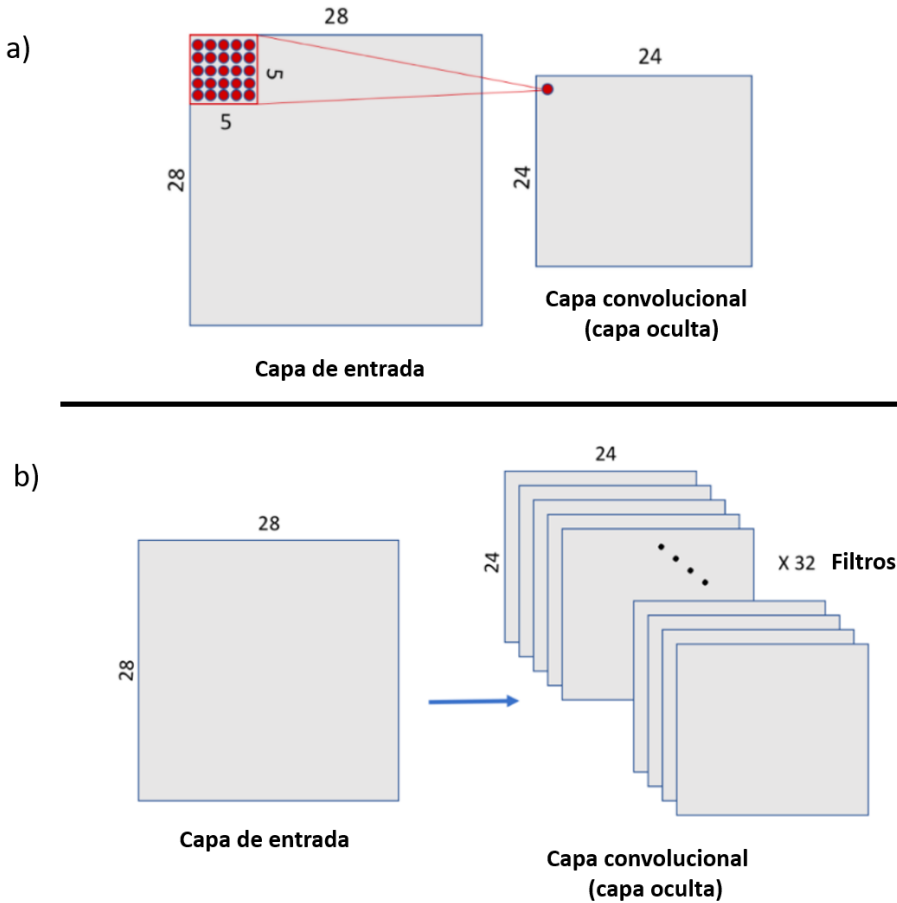 a)
28
5
5
28
24
24
Capa convolucional
(capa oculta)
Capa de entrada
b)
24
28
24
X 32 Filtros
28
Capa de entrada
Capa convolucional
(capa oculta)